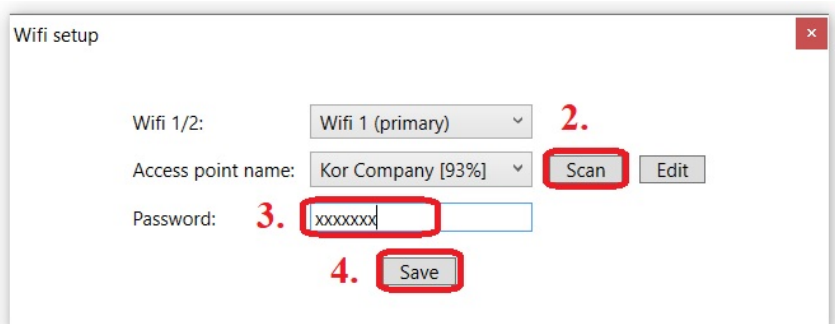 Wifi setup
Wifi 1/2: Wifi 1 (primary) 2.
Access point name: Kor Company [93%] Scan Edit
Password: 3. xxxxxxx
4. Save